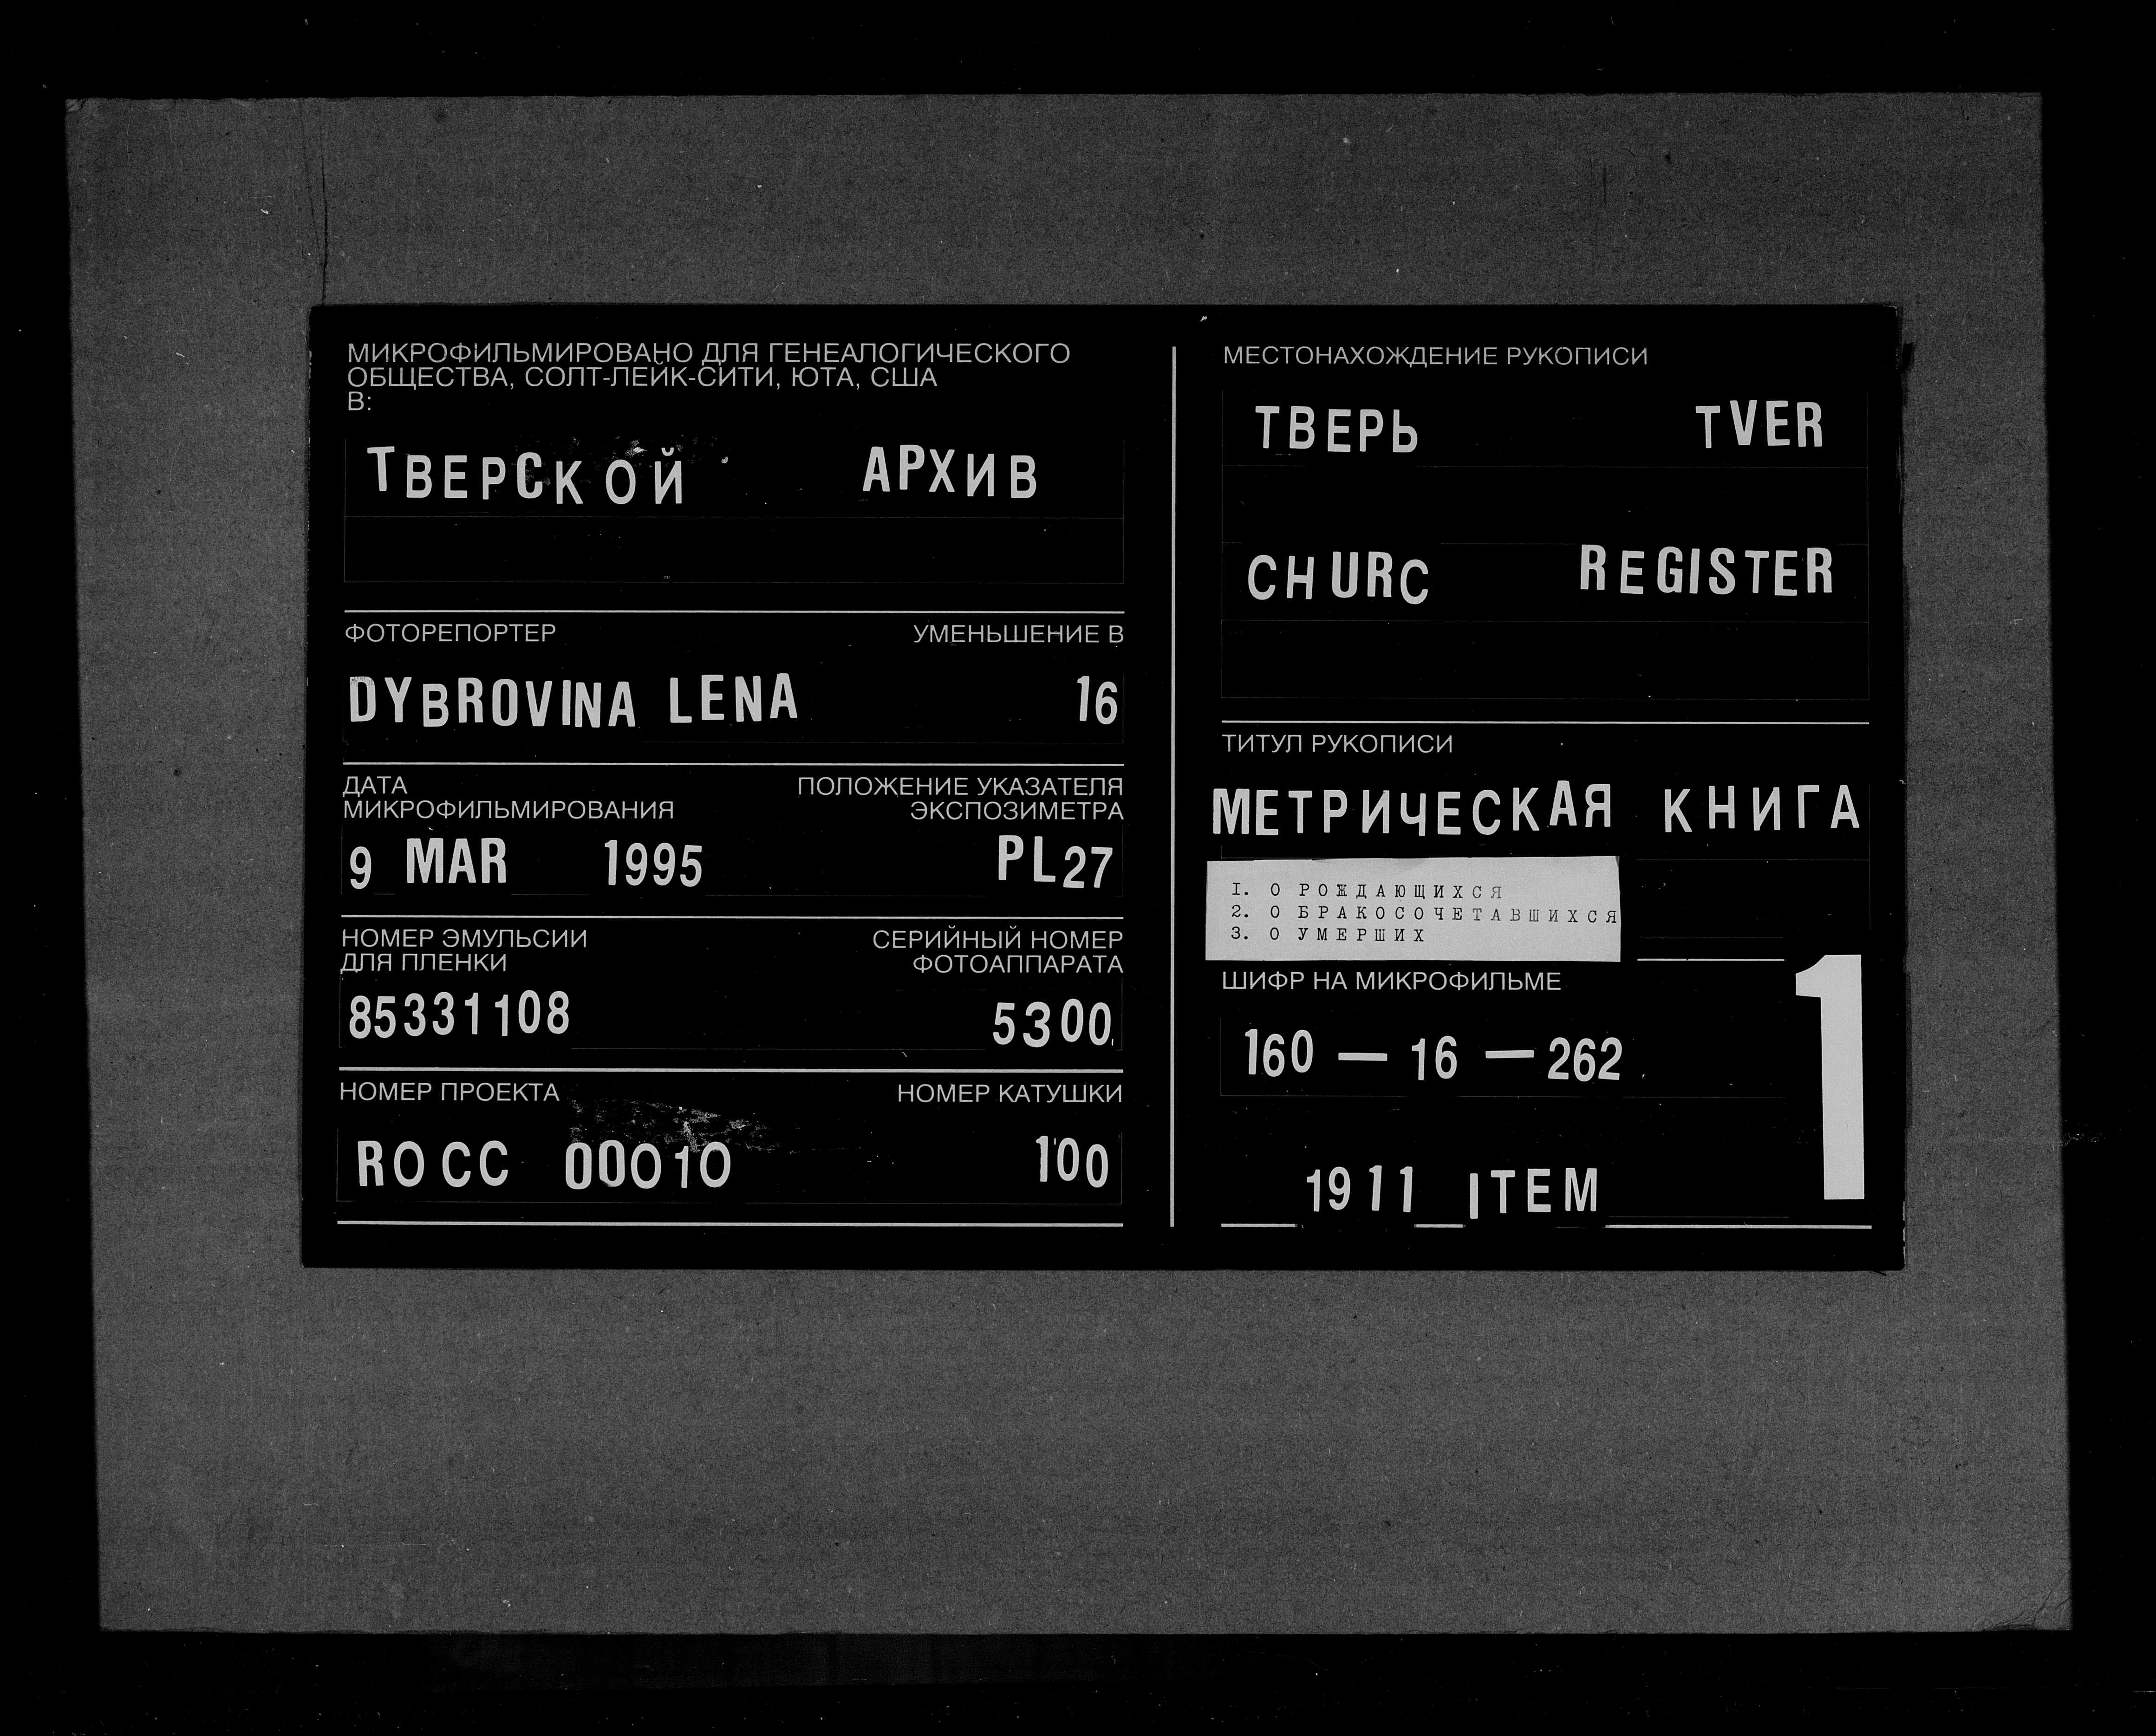 МИКРОФИЛЬМИРОВАНО ДЛЯ ГЕНЕАЛОГИЧЕСКОГО
ОБЩЕСТВА, СОЛТ-ЛЕЙК-СИТИ, ЮТА, США
В:
ТВЕРСКОЙ АРХИВ
ФОТОРЕПОРТЕР УМЕНЬШЕНИЕ В
DYBROVINA LENA 16
ДАТА ПОЛОЖЕНИЕ УКАЗАТЕЛЯ
МИКРОФИЛЬМИРОВАНИЯ ЭКСПОЗИМЕТРА
9 MAR 1995 PL27
НОМЕР ЭМУЛЬСИИ СЕРИЙНЫЙ НОМЕР
ДЛЯ ПЛЕНКИ ФОТОАППАРАТА
85331108 5300
НОМЕР ПРОЕКТА НОМЕР КАТУШКИ
ROCC 00010 100
МЕСТОНАХОЖДЕНИЕ РУКОПИСИ
ТВЕРЬ TVER
CHURC REGISTER
ТИТУЛ РУКОПИСИ
МЕТРИЧЕСКАЯ КНИГА
I. О РОЖДАЮЩИХСЯ
2. О БРАКОСОЧЕТАВШИХСЯ
3. О УМЕРШИХ
ШИФР НА МИКРОФИЛЬМЕ
160 — 16 — 262
1911 ITEM 1